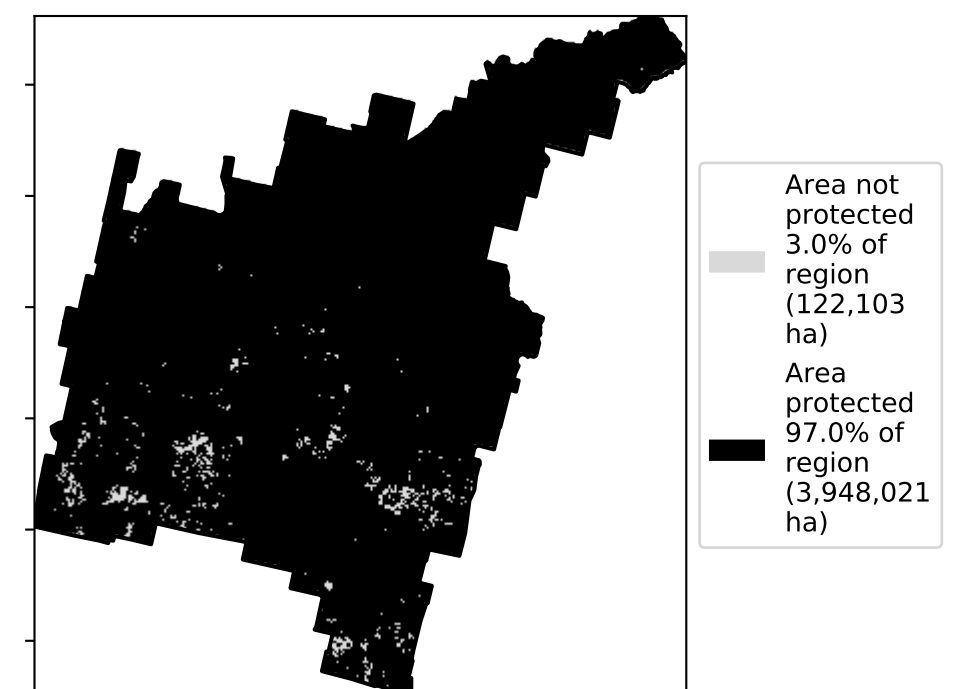 Area not
protected
3.0% of
region
(122,103
ha)
Area
protected
97.0% of
region
(3,948,021
ha)